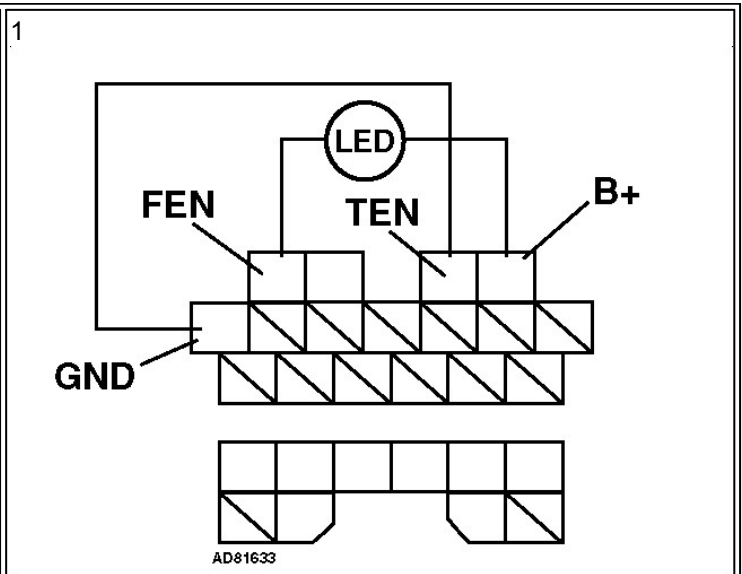 1
LED
FEN
TEN
B+
GND
AD81633